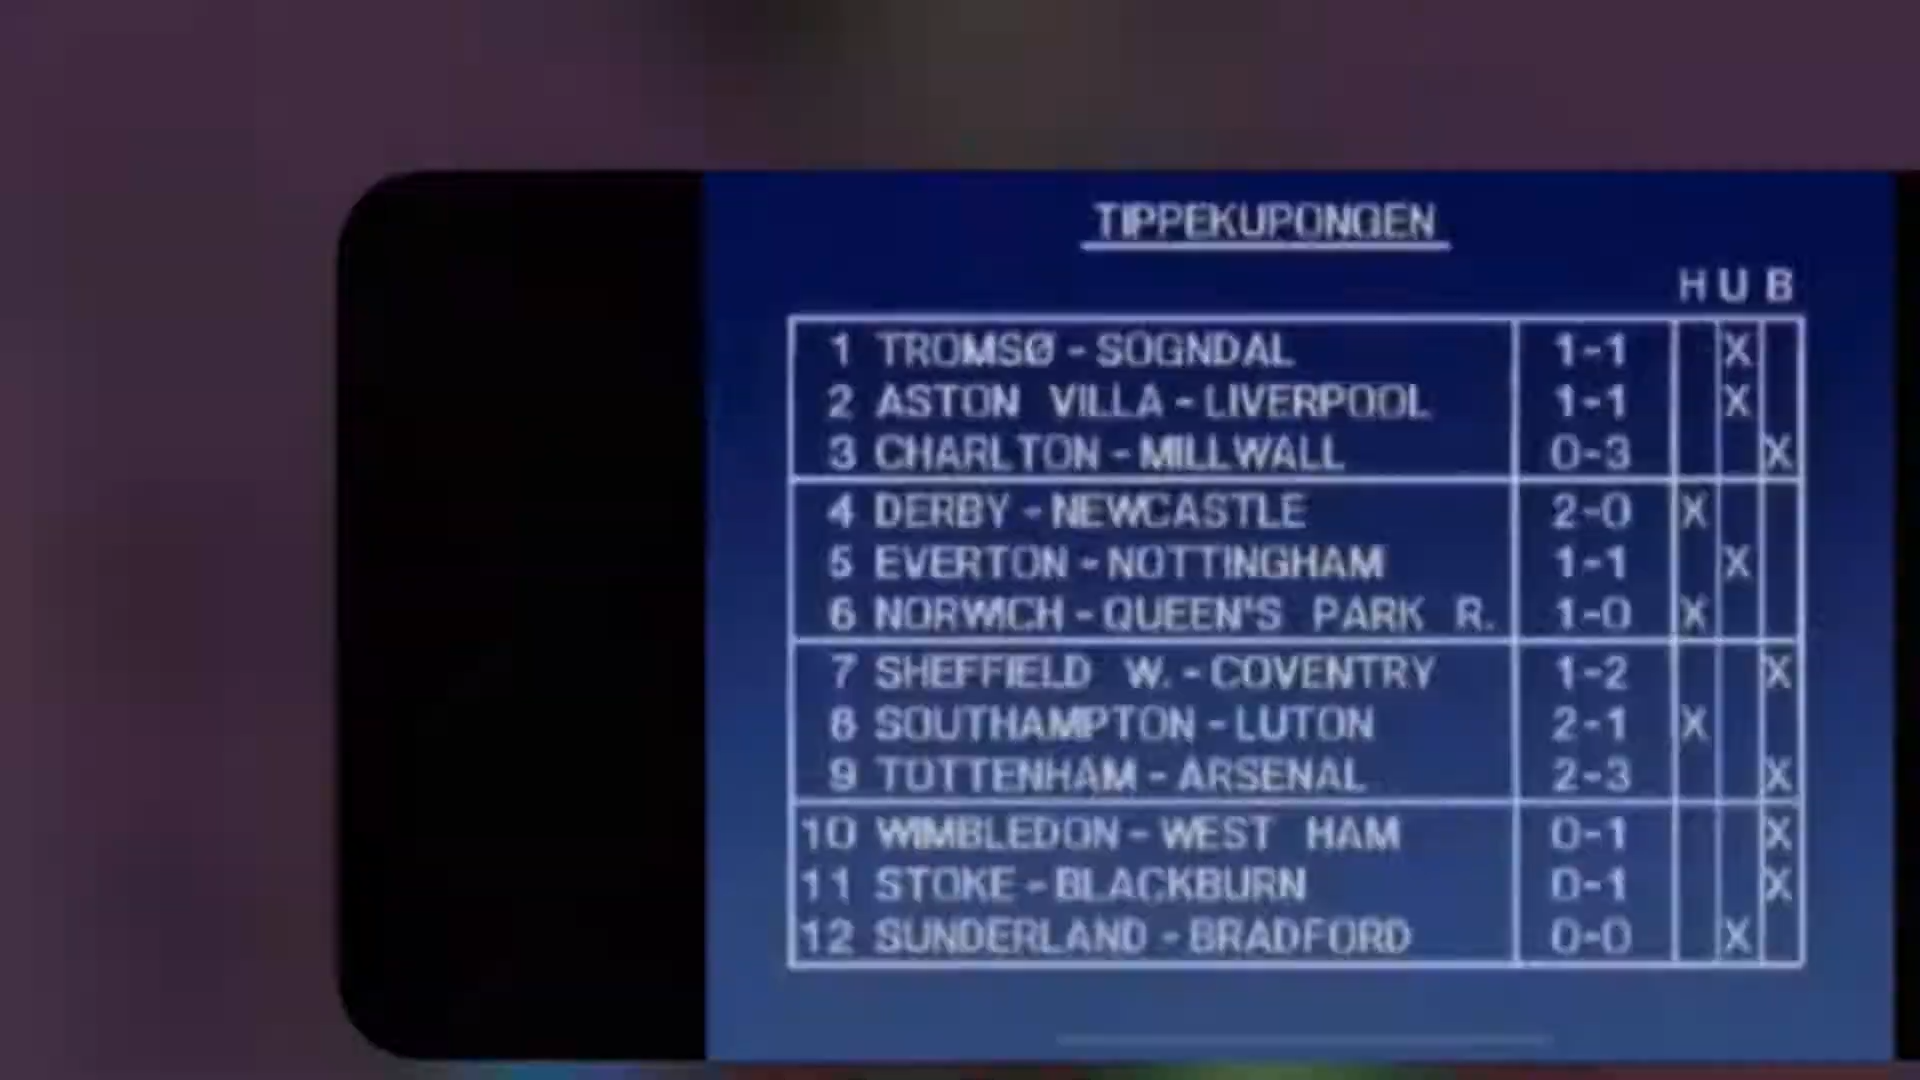 TIPPEKUPONGEN
H U B
1 TROMSØ - SOGNDAL 1-1 X
2 ASTON VILLA - LIVERPOOL 1-1 X
3 CHARLTON - MILLWALL 0-3 X
4 DERBY - NEWCASTLE 2-0 X
5 EVERTON - NOTTINGHAM 1-1 X
6 NORWICH - QUEEN'S PARK R. 1-0 X
7 SHEFFIELD W. - COVENTRY 1-2 X
8 SOUTHAMPTON - LUTON 2-1 X
9 TOTTENHAM - ARSENAL 2-3 X
10 WIMBLEDON - WEST HAM 0-1 X
11 STOKE - BLACKBURN 0-1 X
12 SUNDERLAND - BRADFORD 0-0 X